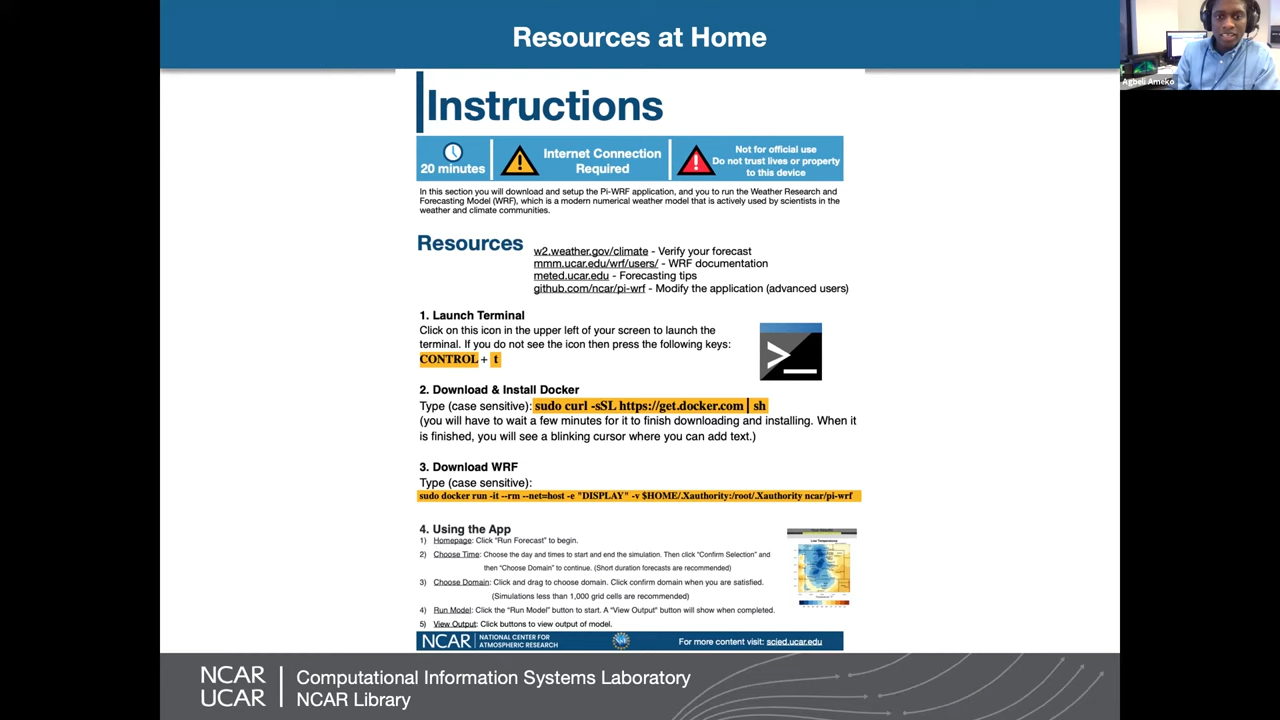 Resources at Home
Agbeli Ameko
Instructions
20 minutes
Internet Connection
Required
Not for official use
Do not trust lives or property
to this device
In this section you will download and setup the Pi-WRF application, and you to run the Weather Research and
Forecasting Model (WRF), which is a modern numerical weather model that is actively used by scientists in the
weather and climate communities.
Resources
w2.weather.gov/climate - Verify your forecast
mmm.ucar.edu/wrf/users/ - WRF documentation
meted.ucar.edu - Forecasting tips
github.com/ncar/pi-wrf - Modify the application (advanced users)
1. Launch Terminal
Click on this icon in the upper left of your screen to launch the
terminal. If you do not see the icon then press the following keys:
CONTROL + t
2. Download & Install Docker
Type (case sensitive): sudo curl -sSL https://get.docker.com | sh
(you will have to wait a few minutes for it to finish downloading and installing. When it
is finished, you will see a blinking cursor where you can add text.)
3. Download WRF
Type (case sensitive):
sudo docker run -it --rm --net=host -e "DISPLAY" -v $HOME/.Xauthority:/root/.Xauthority ncar/pi-wrf
4. Using the App
1) Homepage: Click "Run Forecast" to begin.
2) Choose Time: Choose the day and times to start and end the simulation. Then click "Confirm Selection" and
then "Choose Domain" to continue. (Short duration forecasts are recommended)
3) Choose Domain: Click and drag to choose domain. Click confirm domain when you are satisfied.
(Simulations less than 1,000 grid cells are recommended)
4) Run Model: Click the "Run Model" button to start. A "View Output" button will show when completed.
5) View Output: Click buttons to view output of model.
Low Temperatures
NCAR
NATIONAL CENTER FOR
ATMOSPHERIC RESEARCH
For more content visit: scied.ucar.edu
NCAR
UCAR
Computational Information Systems Laboratory
NCAR Library